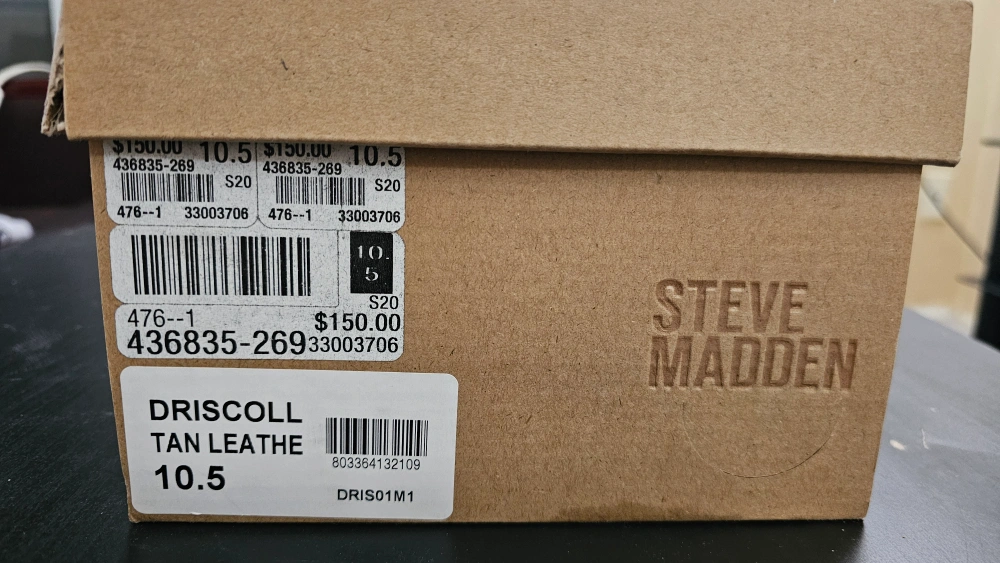 $150.00 10.5
436835-269
S20
476--1 33003706
$150.00 10.5
436835-269
S20
476--1 33003706
10.
5
S20
476--1 $150.00
436835-269 33003706
DRISCOLL
TAN LEATHE
10.5
803364132109
DRIS01M1
STEVE
MADDEN